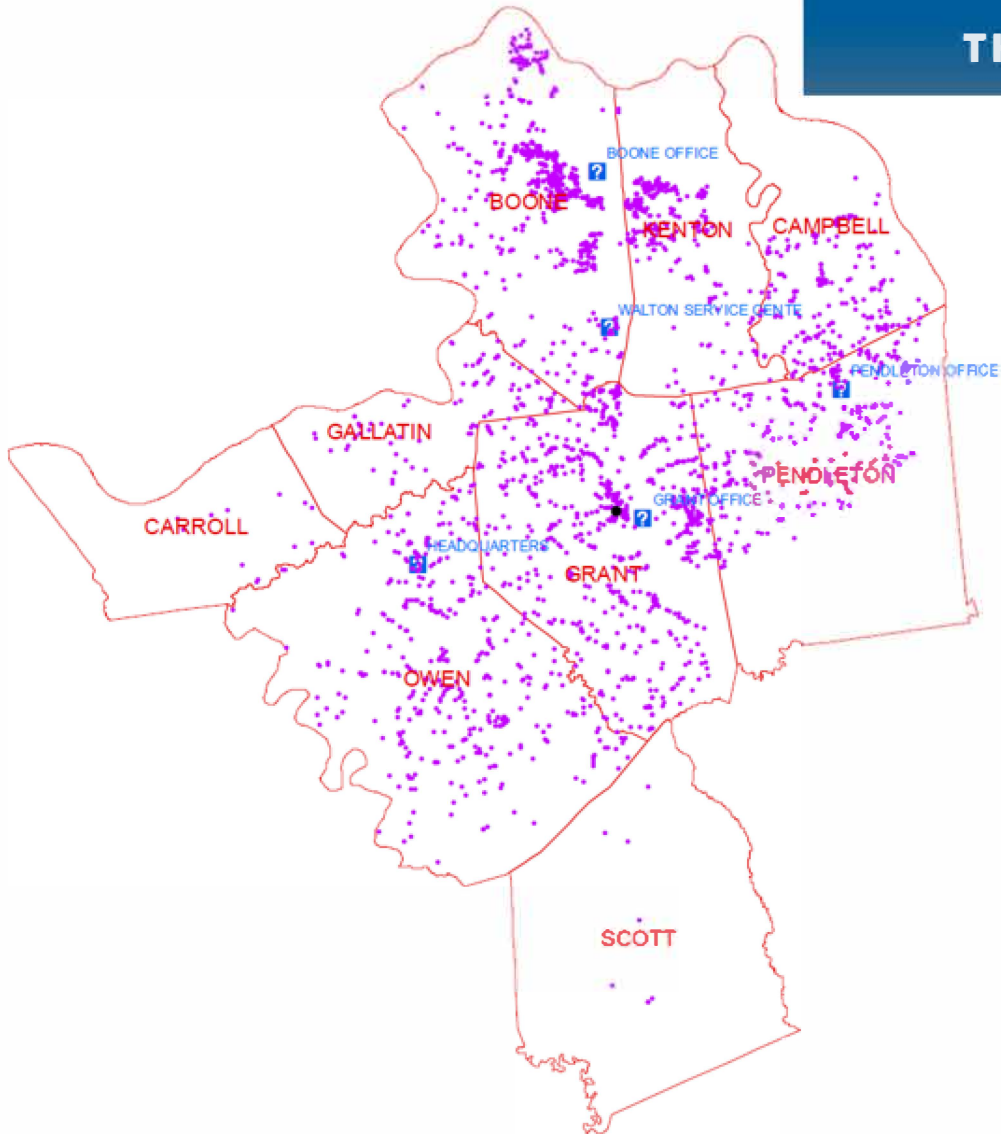 BOONE OFFICE
BOONE
KENTON
CAMPBELL
WALTON SERVICE CENTE
PENDLETON OFFICE
GALLATIN
PENDLETON
GRANT OFFICE
CARROLL
HEADQUARTERS
GRANT
OWEN
SCOTT